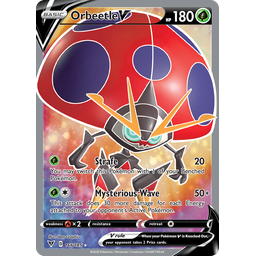 BASIC
Orbeetle V
HP 180
Strafe 20
You may switch this Pokémon with 1 of your Benched
Pokémon.
Mysterious Wave 50+
This attack does 30 more damage for each Energy
attached to your opponent's Active Pokémon.
weakness ×2 resistance retreat
V rule When your Pokémon V is Knocked Out,
your opponent takes 2 Prize cards.